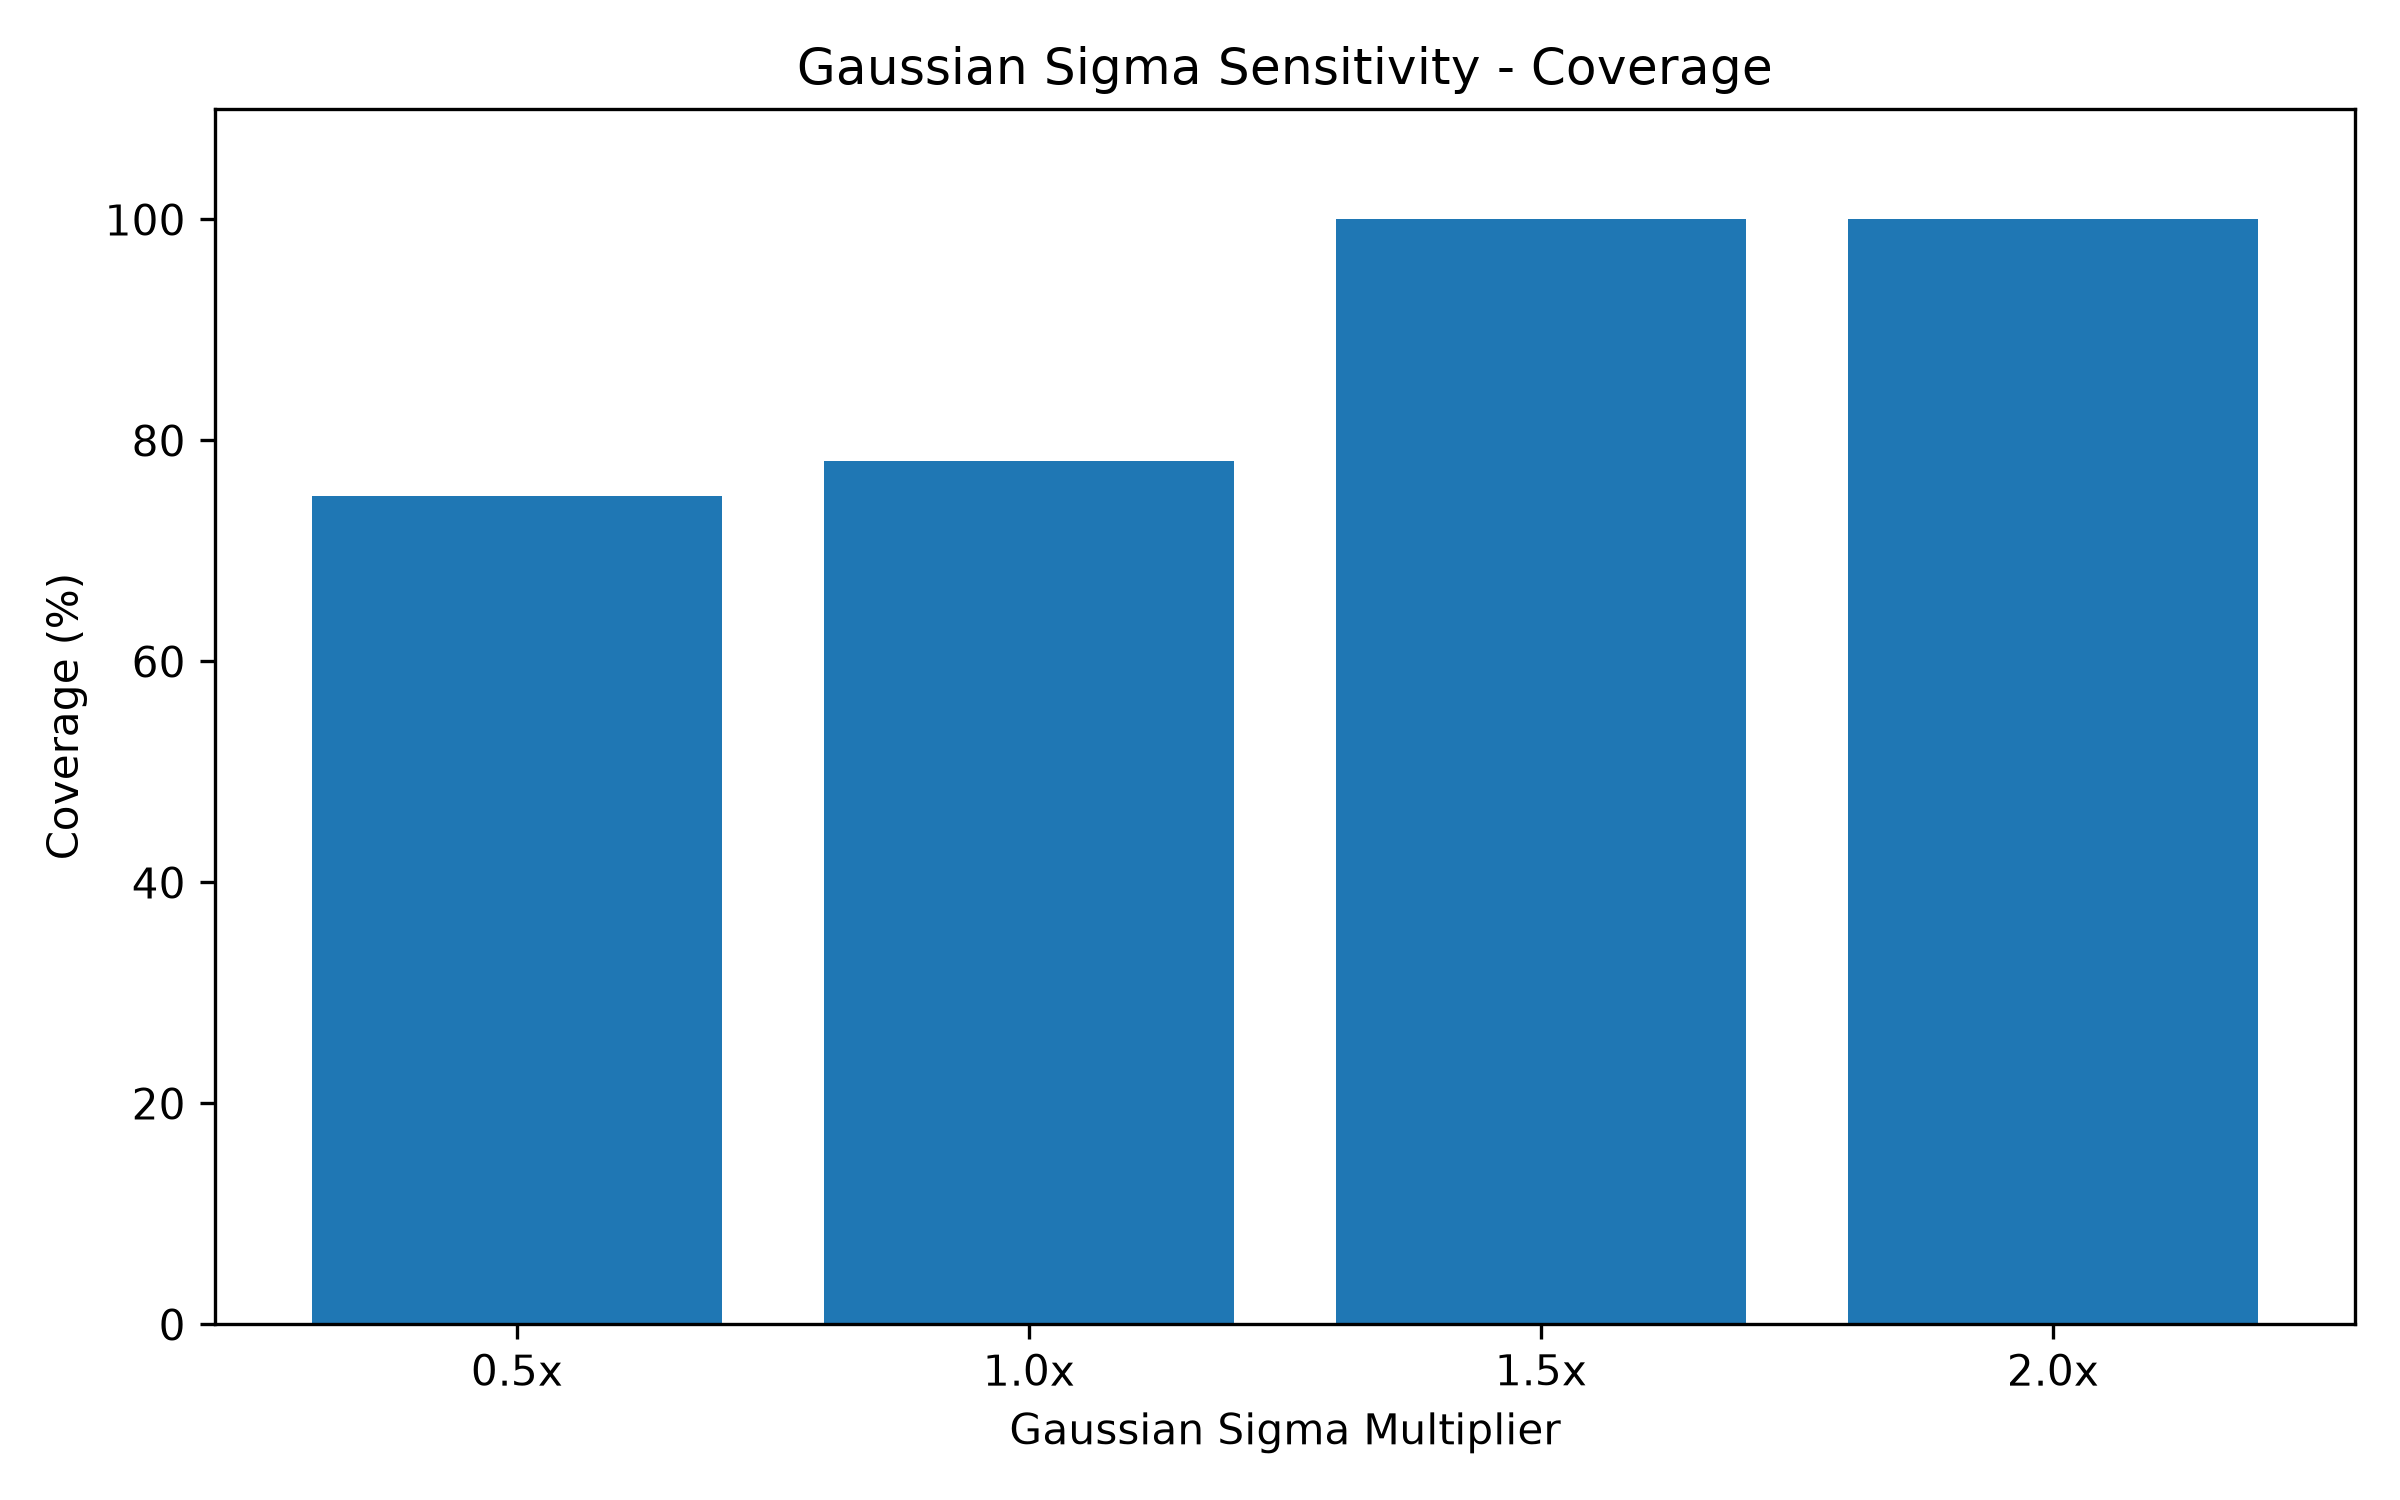 Gaussian Sigma Sensitivity - Coverage
Coverage (%)
100
80
60
40
20
0
0.5x 1.0x 1.5x 2.0x
Gaussian Sigma Multiplier